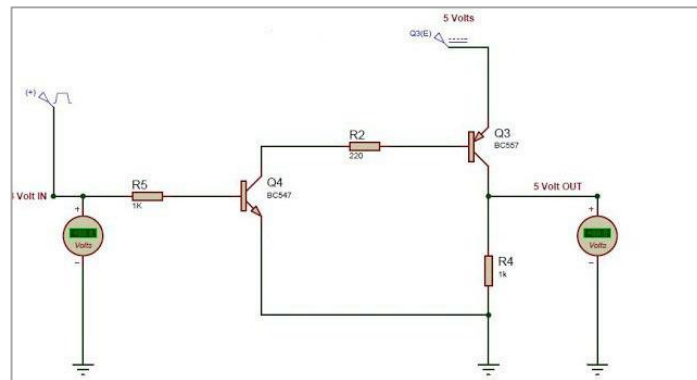 5 Volts
Q3(E)
(+)
R2
220
Q3
BC557
R5
1K
Q4
BC547
Volt IN
5 Volt OUT
+
Volts
−
+
Volts
−
R4
1k